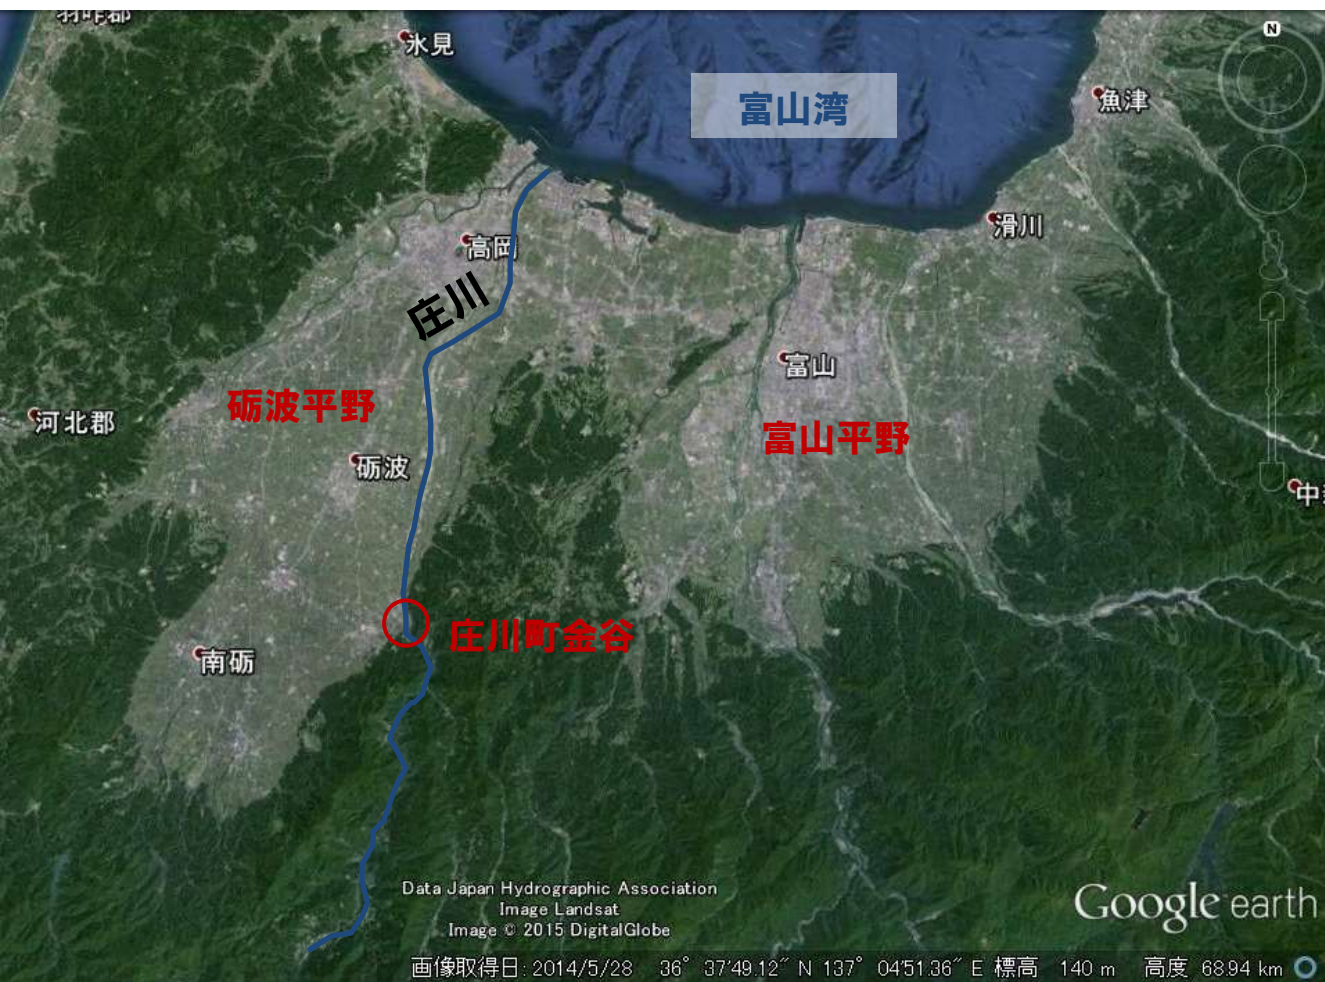 羽咋郡
氷見
N
富山湾
魚津
高岡
滑川
庄川
富山
砺波平野
河北郡
富山平野
砺波
庄川町金谷
南砺
Data Japan Hydrographic Association
Image Landsat
Image © 2015 DigitalGlobe
Google earth
画像取得日: 2014/5/28 36° 37'49.12″ N 137° 04'51.36″ E 標高 140 m 高度 68.94 km